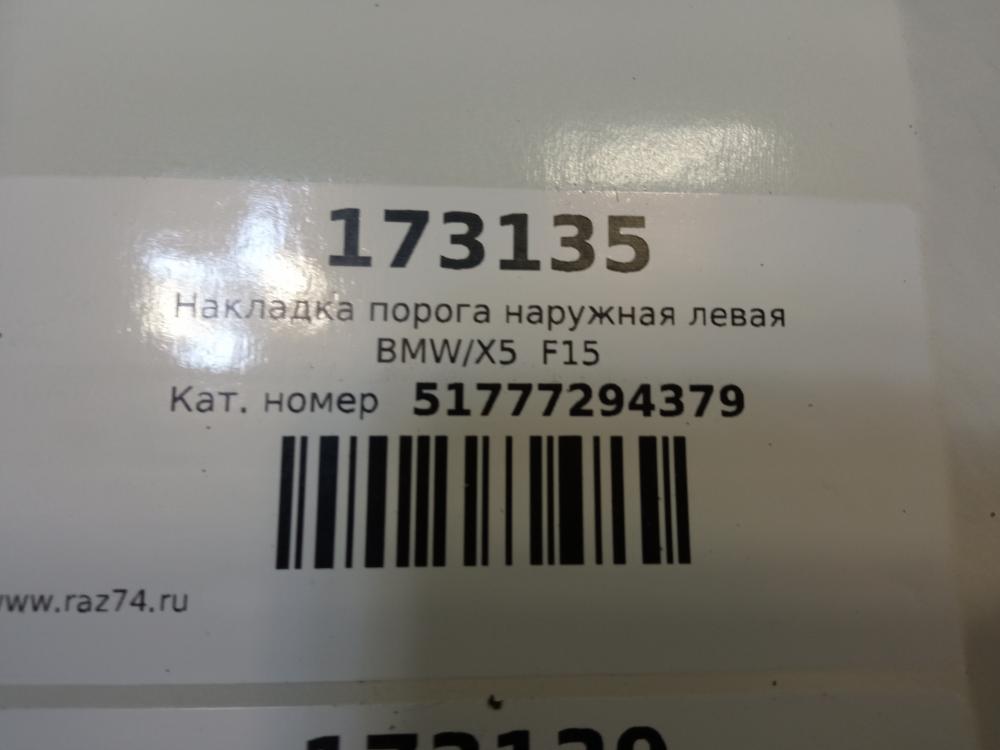 173135
Накладка порога наружная левая
BMW/X5 F15
Кат. номер 51777294379
www.raz74.ru